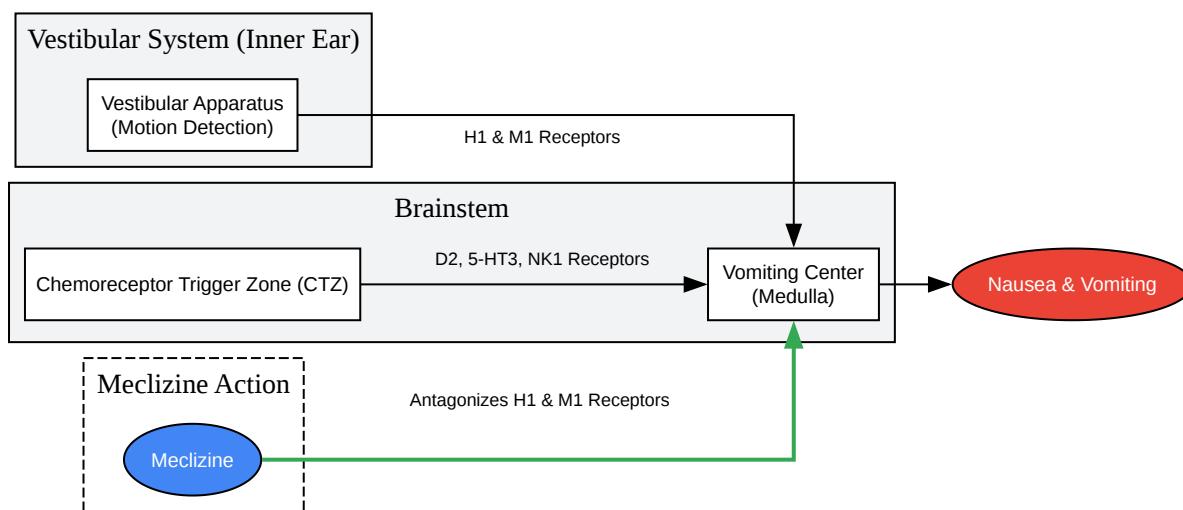 Vestibular System (Inner Ear)
Vestibular Apparatus
(Motion Detection)
H1 & M1 Receptors
Brainstem
Chemoreceptor Trigger Zone (CTZ)
D2, 5-HT3, NK1 Receptors
Vomiting Center
(Medulla)
Nausea & Vomiting
Meclizine Action
Antagonizes H1 & M1 Receptors
Meclizine